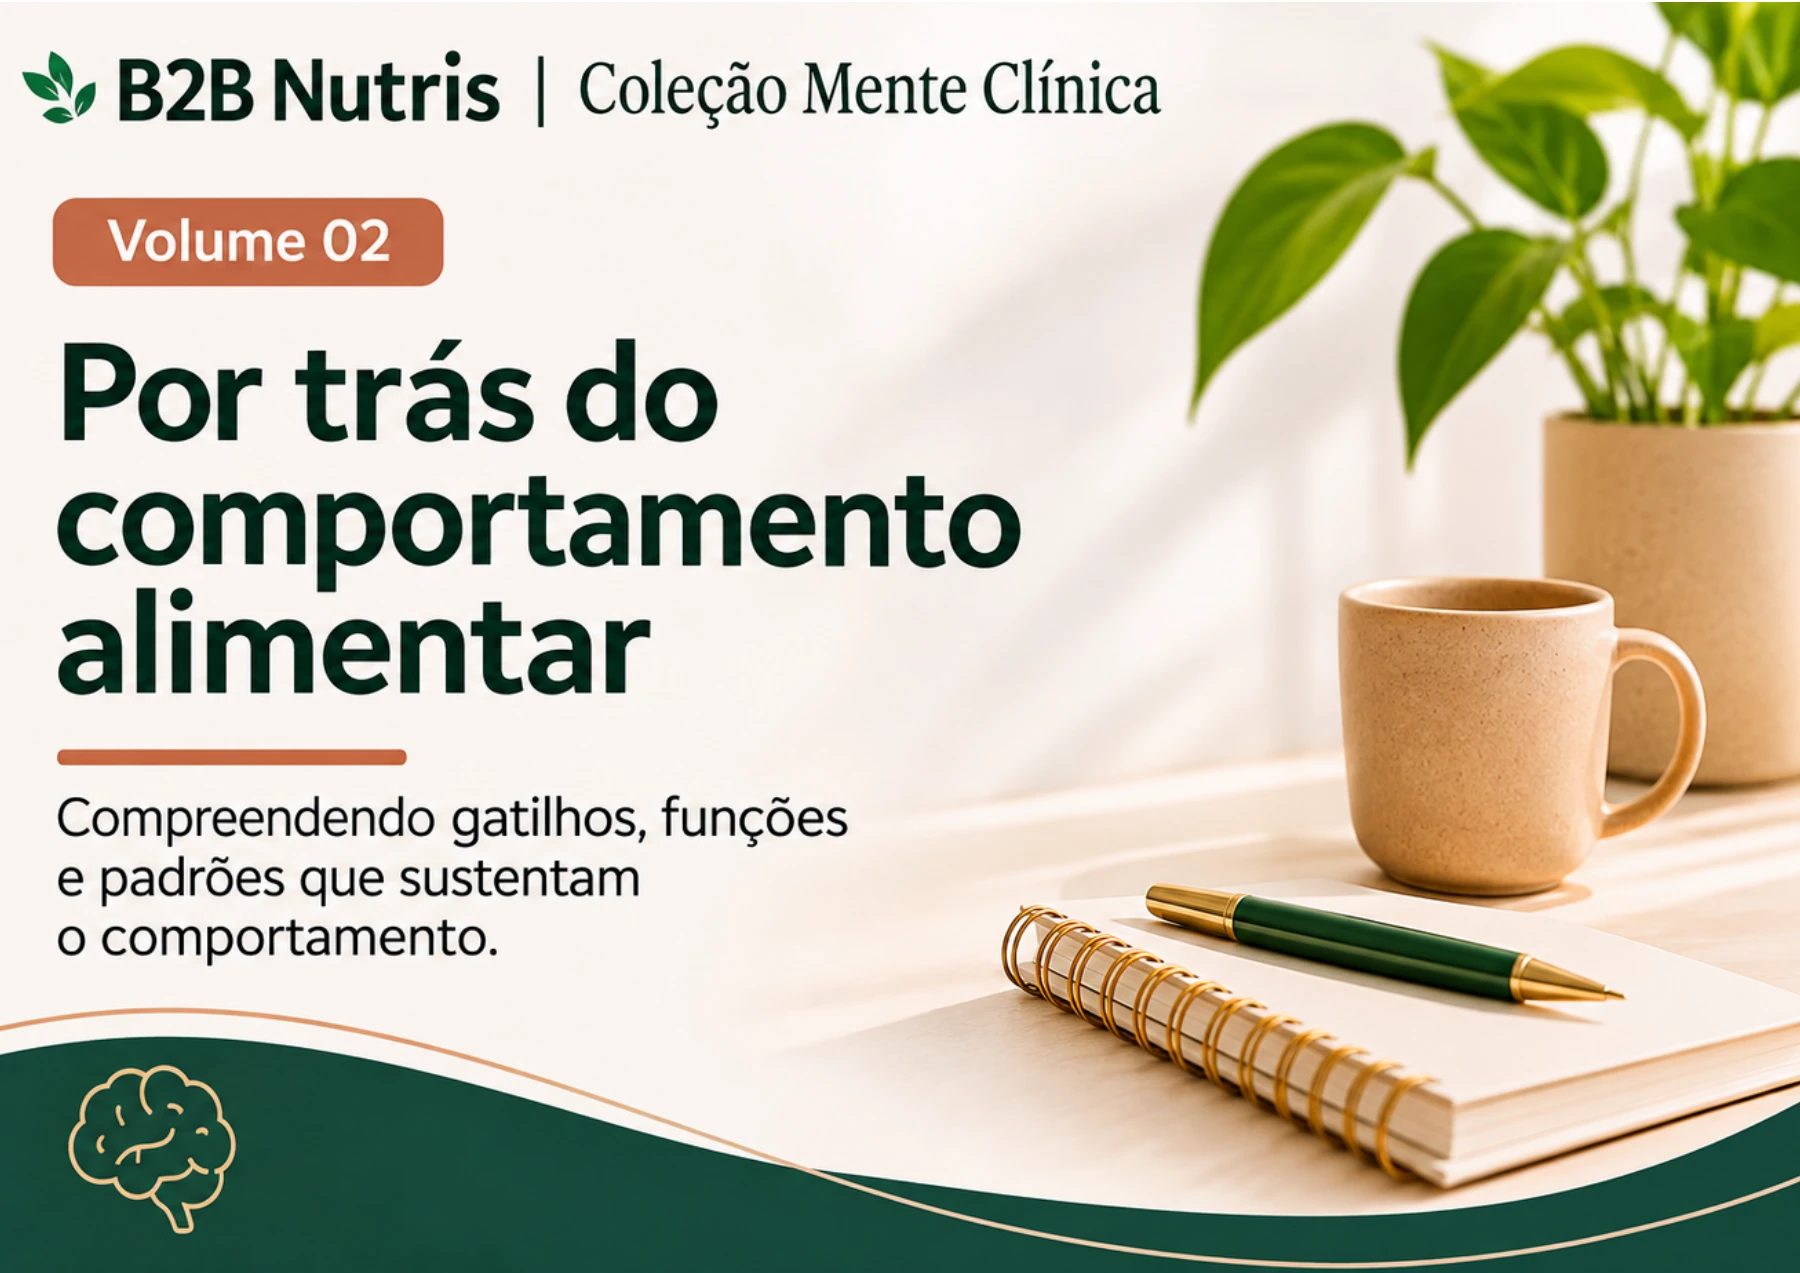 B2B Nutris | Coleção Mente Clínica
Volume 02
Por trás do
comportamento
alimentar
Compreendendo gatilhos, funções
e padrões que sustentam
o comportamento.